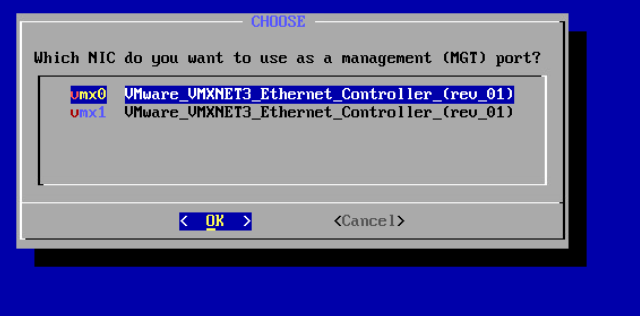 CHOOSE
Which NIC do you want to use as a management (MGT) port?
vmx0 VMware_VMXNET3_Ethernet_Controller_(rev_01)
vmx1 VMware_VMXNET3_Ethernet_Controller_(rev_01)
< OK > <Cancel>